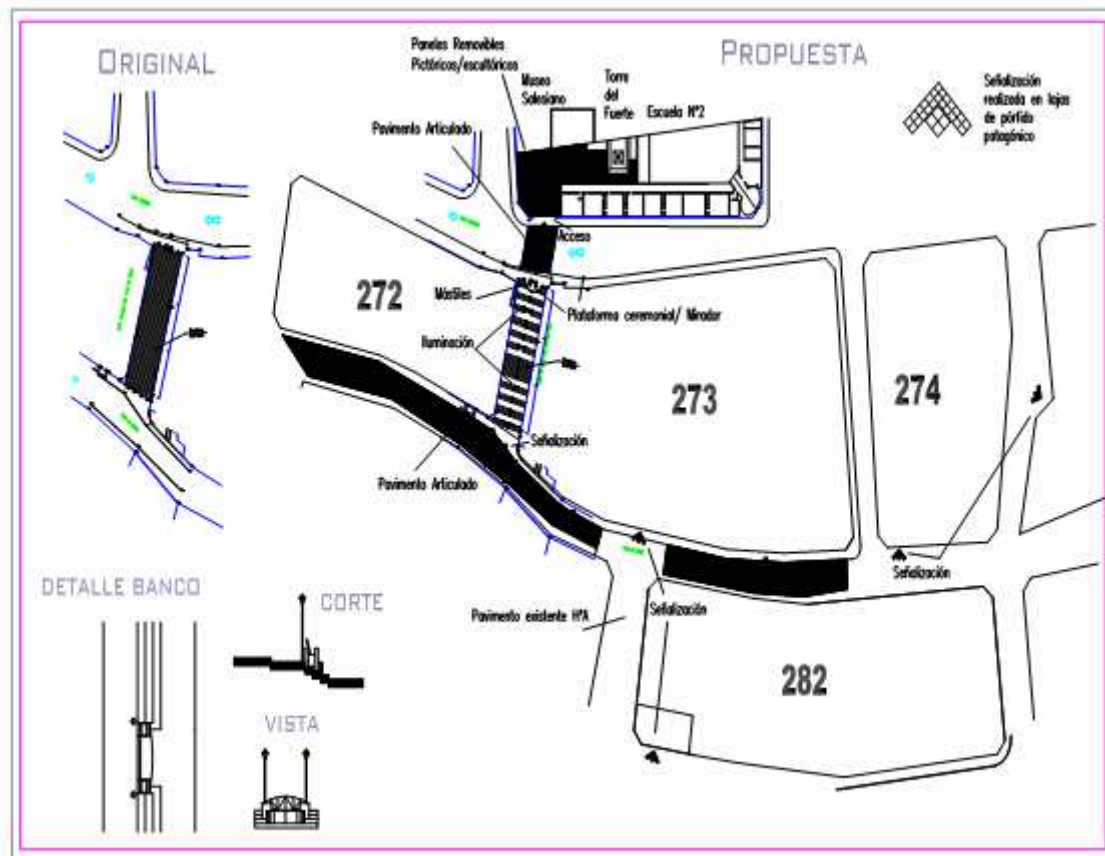 ORIGINAL
PROPUESTA
Paneles Removibles
Pictóricos/escultóricos
Museo
Salesiano
Torre
del
Fuerte
Escuela Nº2
Señalización
realizada en lajas
de pórfido
patagónico
Pavimento Articulado
Acceso
272
Mástiles
Plataforma ceremonial/ Mirador
Iluminación
273
274
Señalización
Pavimento Articulado
Señalización
DETALLE BANCO
CORTE
Pavimento existente HºA
Señalización
282
VISTA